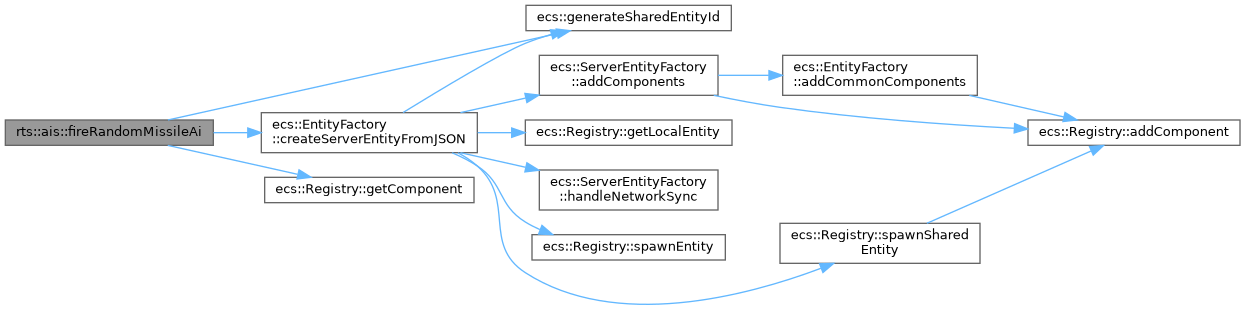 ecs::generateSharedEntityId
ecs::ServerEntityFactory
::addComponents
ecs::EntityFactory
::addCommonComponents
rts::ais::fireRandomMissileAi
ecs::EntityFactory
::createServerEntityFromJSON
ecs::Registry::getLocalEntity
ecs::Registry::addComponent
ecs::Registry::getComponent
ecs::ServerEntityFactory
::handleNetworkSync
ecs::Registry::spawnEntity
ecs::Registry::spawnShared
Entity